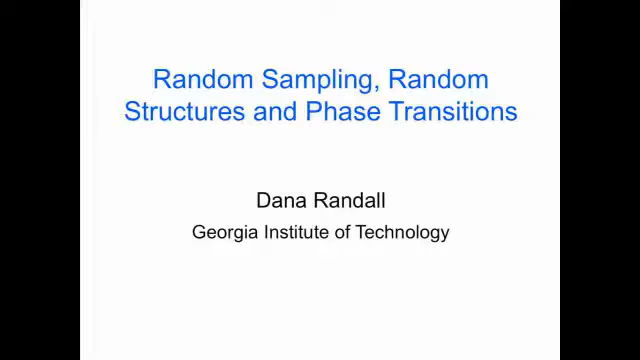 Random Sampling, Random
Structures and Phase Transitions
Dana Randall
Georgia Institute of Technology